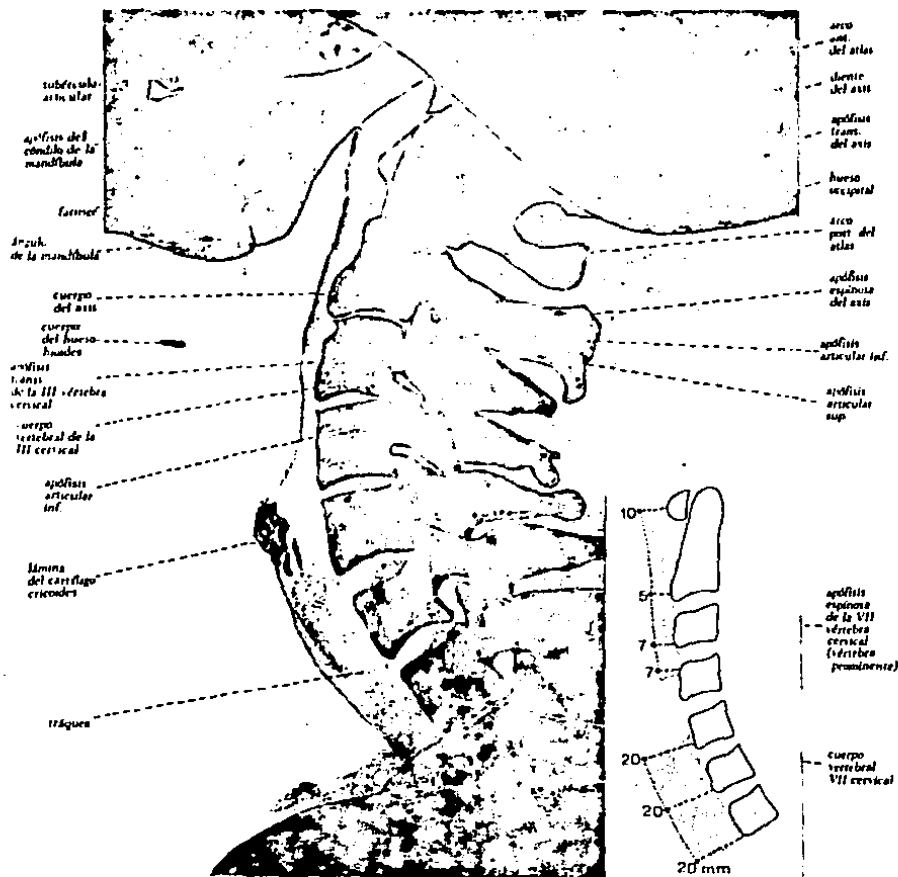 tubérculo
articular
apófisis del
cóndilo de la
mandíbula
faringe
ángulo
de la mandíbula
cuerpo
del axis
cuerpo
del hueso
hioides
apófisis
trans.
de la III vértebra
cervical
cuerpo
vertebral de la
III cervical
apófisis
articular
inf.
lámina
del cartílago
cricoides
tráquea
arco
ant.
del atlas
diente
del axis
apófisis
trans.
del axis
hueso
occipital
arco
post. del
atlas
apófisis
espinosa
del axis
apófisis
articular inf.
apófisis
articular
sup.
apófisis
espinosa
de la VII
vértebra
cervical
(vértebra
prominente)
cuerpo
vertebral
VII cervical
10
5
7
7
20
20
20 mm